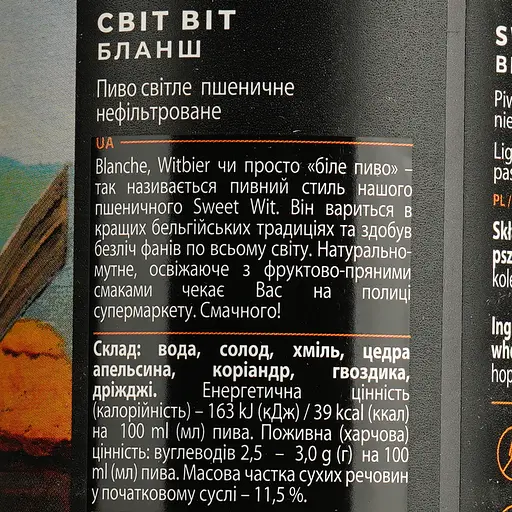 СВІТ ВІТ
БЛАНШ
Пиво світле пшеничне
нефільтроване
UA
Blanche, Witbier чи просто «біле пиво» –
так називається пивний стиль нашого
пшеничного Sweet Wit. Він вариться в
кращих бельгійських традиціях та здобув
безліч фанів по всьому світу. Натурально-
мутне, освіжаюче з фруктово-пряними
смаками чекає Вас на полиці
супермаркету. Смачного!
Склад: вода, солод, хміль, цедра
апельсина, коріандр, гвоздика,
дріжджі. Енергетична цінність
(калорійність) – 163 kJ (кДж) / 39 kcal (ккал)
на 100 ml (мл) пива. Поживна (харчова)
цінність: вуглеводів 2,5 – 3,0 g (г) на 100
ml (мл) пива. Масова частка сухих речовин
у початковому суслі – 11,5 %.
S
B
Piw
nie
Lig
pas
PL /
Skł
psz
kole
Ing
whe
hop